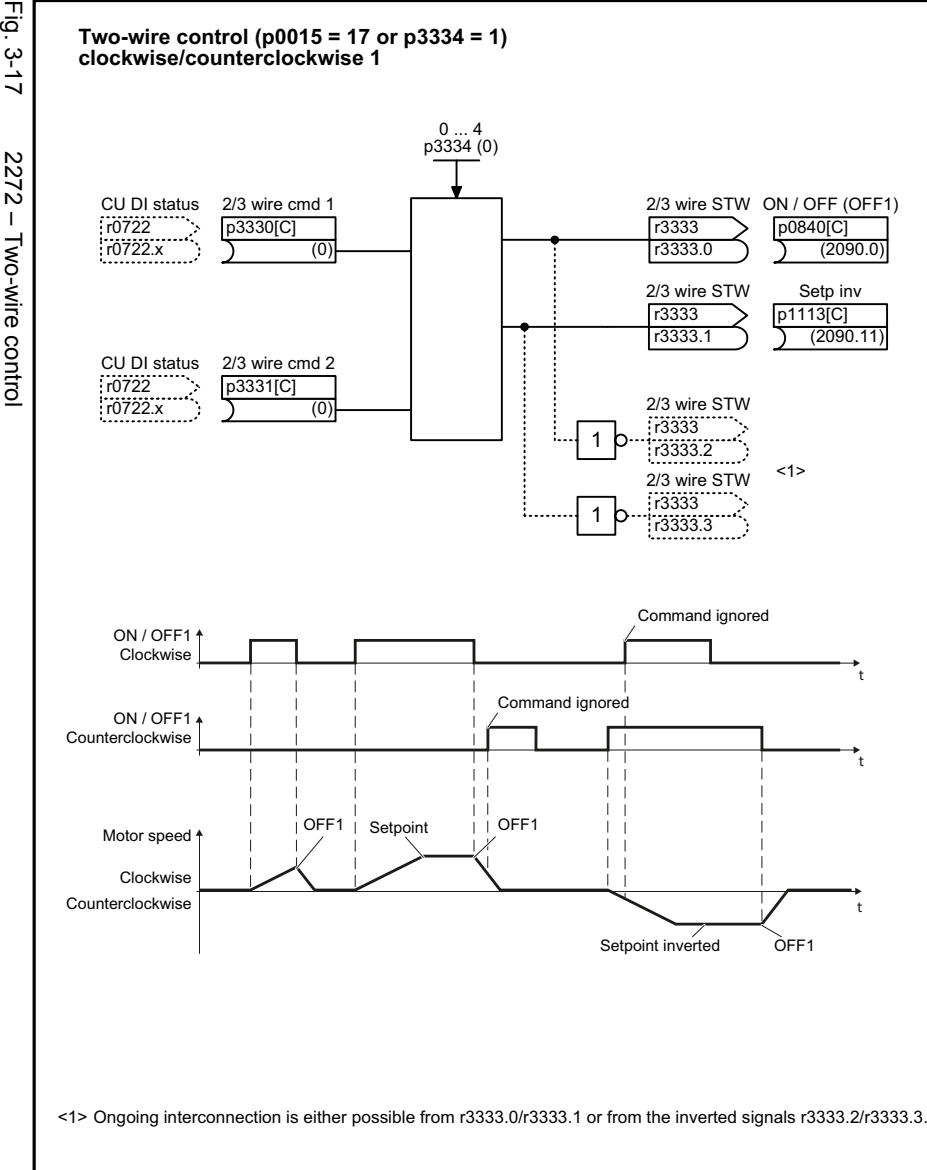 Fig. 3-17 2272 – Two-wire control
Two-wire control (p0015 = 17 or p3334 = 1)
clockwise/counterclockwise 1
0 ... 4
p3334 (0)
CU DI status
r0722
r0722.x
2/3 wire cmd 1
p3330[C]
(0)
2/3 wire STW
r3333
r3333.0
ON / OFF (OFF1)
p0840[C]
(2090.0)
2/3 wire STW
r3333
r3333.1
Setp inv
p1113[C]
(2090.11)
CU DI status
r0722
r0722.x
2/3 wire cmd 2
p3331[C]
(0)
1
2/3 wire STW
r3333
r3333.2
<1>
1
2/3 wire STW
r3333
r3333.3
ON / OFF1
Clockwise
Command ignored
t
ON / OFF1
Counterclockwise
Command ignored
t
Motor speed
Clockwise
Counterclockwise
OFF1
Setpoint
OFF1
t
Setpoint inverted
OFF1
<1> Ongoing interconnection is either possible from r3333.0/r3333.1 or from the inverted signals r3333.2/r3333.3.